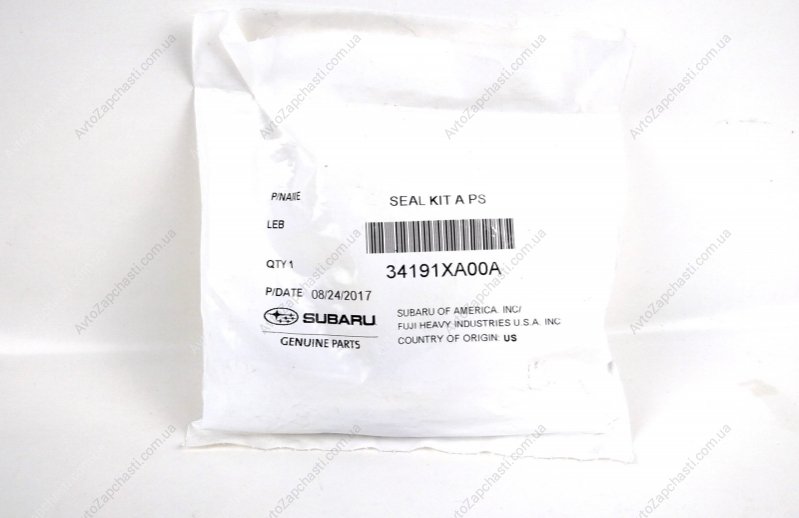 P/NAIIE SEAL KIT A PS
LEB
QTY 1 34191XA00A
P/DATE 08/24/2017
SUBARU
GENUINE PARTS
SUBARU OF AMERICA. INC/
FUJI HEAVY INDUSTRIES U.S.A. INC
COUNTRY OF ORIGIN: US
AvtoZapchasti.com.ua